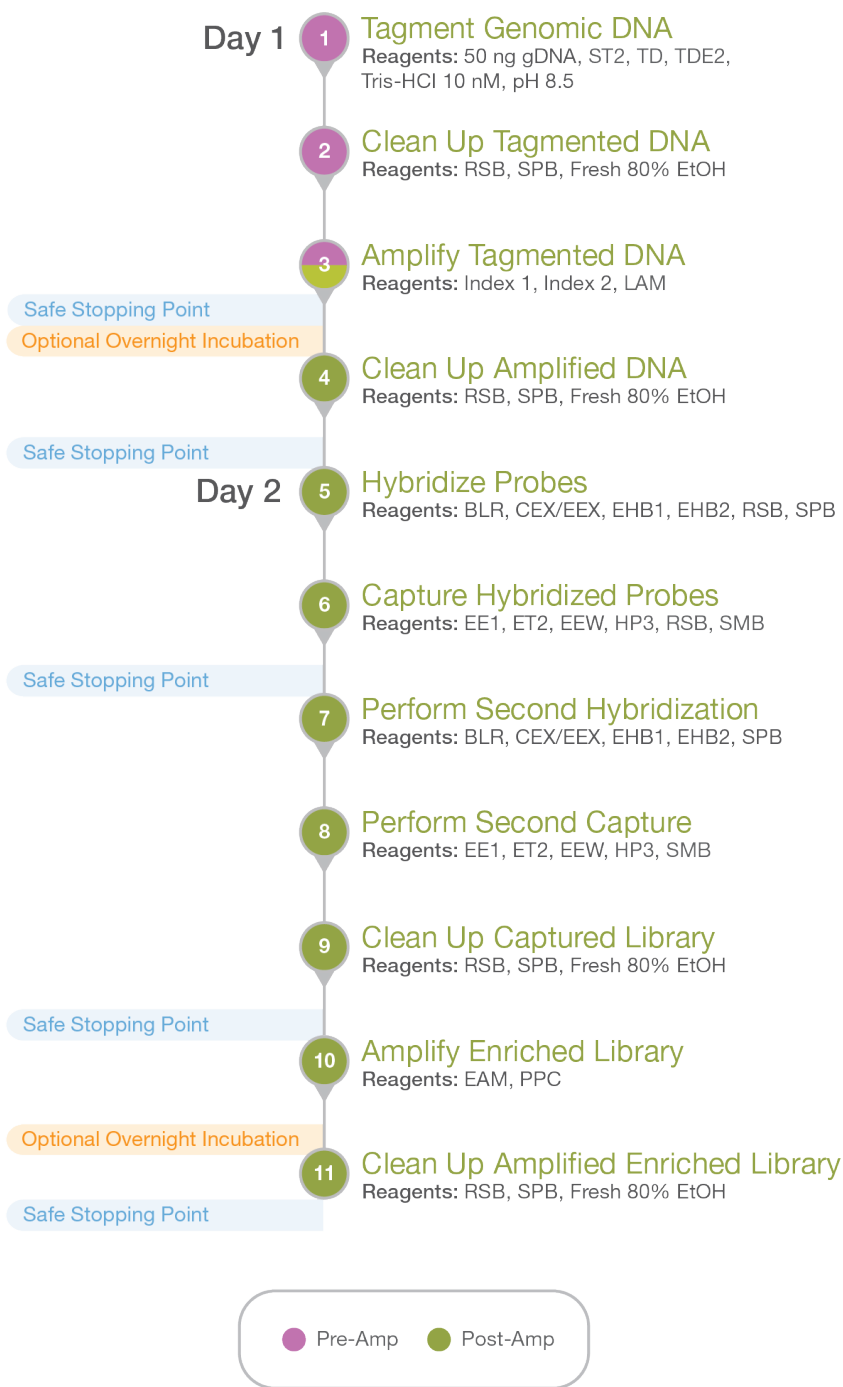 Day 1
1
Tagment Genomic DNA
Reagents: 50 ng gDNA, ST2, TD, TDE2,
Tris-HCl 10 nM, pH 8.5
2
Clean Up Tagmented DNA
Reagents: RSB, SPB, Fresh 80% EtOH
3
Amplify Tagmented DNA
Reagents: Index 1, Index 2, LAM
Safe Stopping Point
Optional Overnight Incubation
4
Clean Up Amplified DNA
Reagents: RSB, SPB, Fresh 80% EtOH
Safe Stopping Point
Day 2
5
Hybridize Probes
Reagents: BLR, CEX/EEX, EHB1, EHB2, RSB, SPB
6
Capture Hybridized Probes
Reagents: EE1, ET2, EEW, HP3, RSB, SMB
Safe Stopping Point
7
Perform Second Hybridization
Reagents: BLR, CEX/EEX, EHB1, EHB2, SPB
8
Perform Second Capture
Reagents: EE1, ET2, EEW, HP3, SMB
9
Clean Up Captured Library
Reagents: RSB, SPB, Fresh 80% EtOH
Safe Stopping Point
10
Amplify Enriched Library
Reagents: EAM, PPC
Optional Overnight Incubation
11
Clean Up Amplified Enriched Library
Reagents: RSB, SPB, Fresh 80% EtOH
Safe Stopping Point
Pre-Amp
Post-Amp